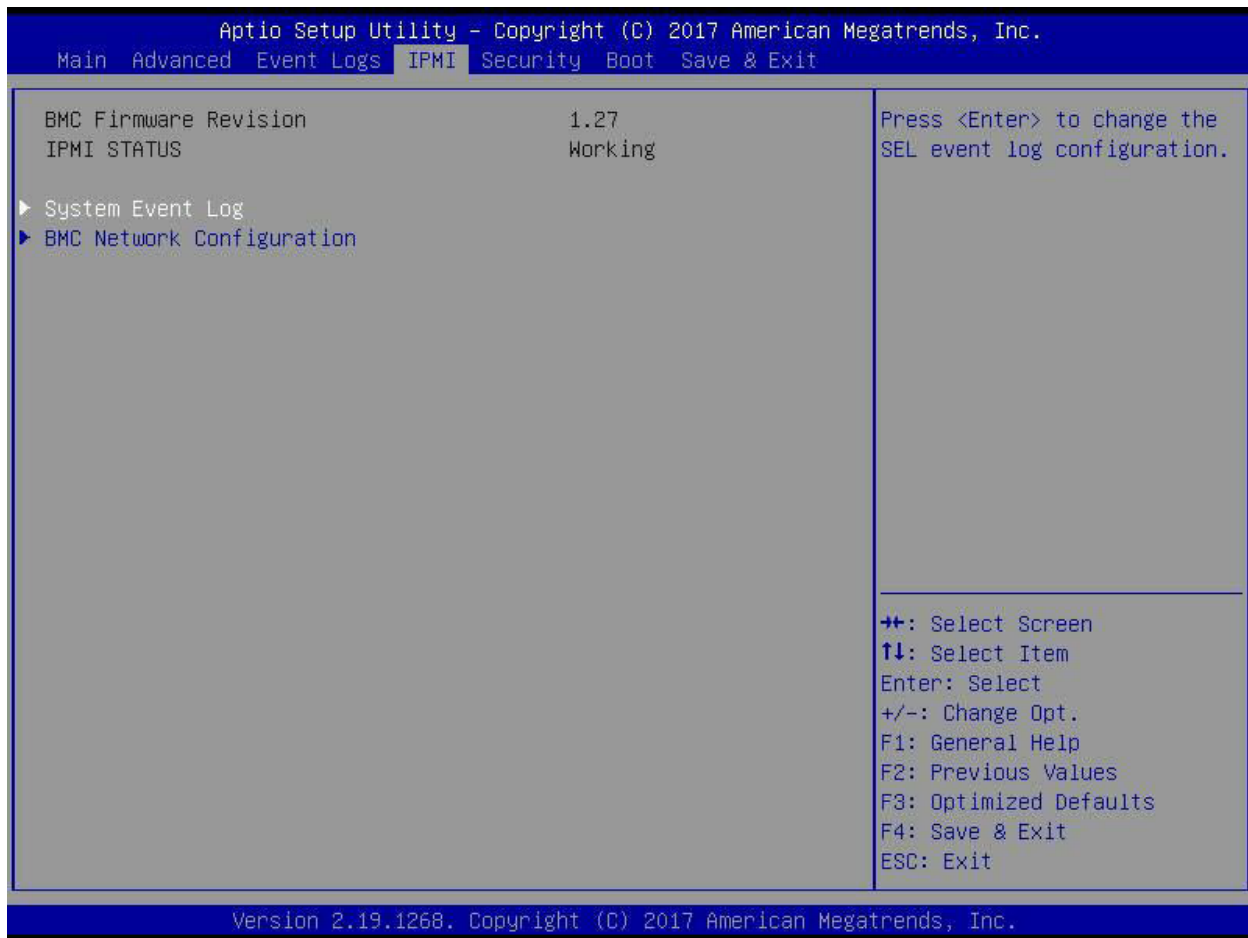 Aptio Setup Utility – Copyright (C) 2017 American Megatrends, Inc.
Main Advanced Event Logs IPMI Security Boot Save & Exit
BMC Firmware Revision 1.27
IPMI STATUS Working
▶ System Event Log
▶ BMC Network Configuration
Press <Enter> to change the
SEL event log configuration.
→←: Select Screen
↑↓: Select Item
Enter: Select
+/-: Change Opt.
F1: General Help
F2: Previous Values
F3: Optimized Defaults
F4: Save & Exit
ESC: Exit
Version 2.19.1268. Copyright (C) 2017 American Megatrends, Inc.